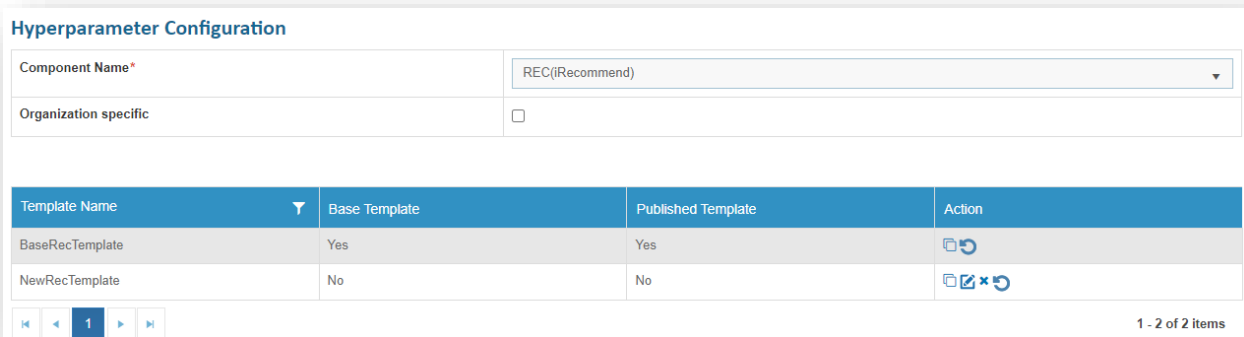 Hyperparameter Configuration
Component Name* REC(iRecommend)
Organization specific
Template Name Base Template Published Template Action
BaseRecTemplate Yes Yes
NewRecTemplate No No
1 1 - 2 of 2 items